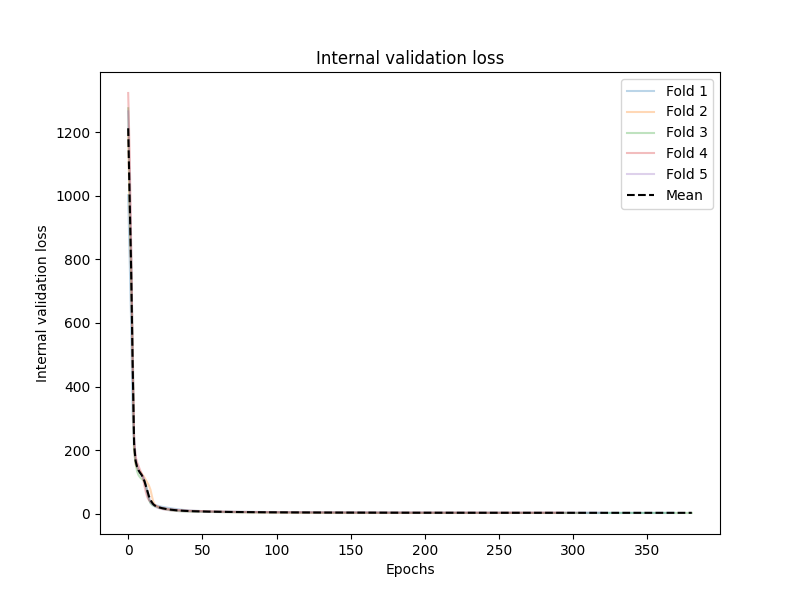 Internal validation loss
Fold 1
Fold 2
Fold 3
Fold 4
Fold 5
Mean
Internal validation loss
1200
1000
800
600
400
200
0
0 50 100 150 200 250 300 350
Epochs